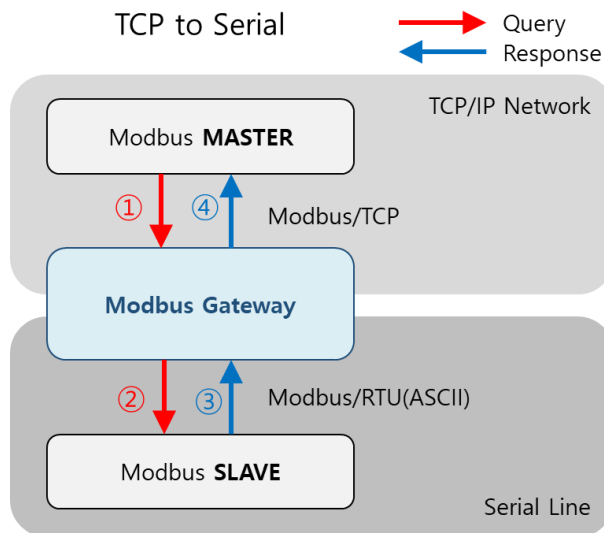 TCP to Serial
Query
Response
TCP/IP Network
Modbus MASTER
① ④
Modbus/TCP
Modbus Gateway
② ③
Modbus/RTU(ASCII)
Modbus SLAVE
Serial Line